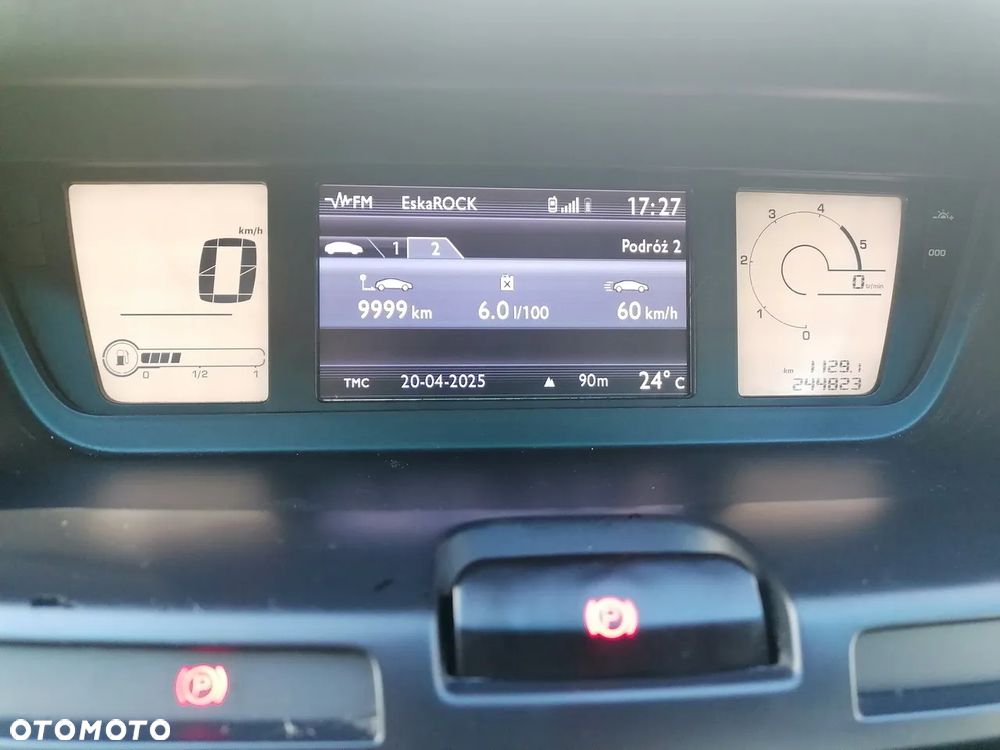 FM EskaROCK 17:27
1 2 Podróż 2
9999 km 6.0 l/100 60 km/h
TMC 20-04-2025 90m 24° C
km/h
0
0 1/2 1
0 1 2 3 4 5
0 tr/min
km 1129.1
244823
P
P
OTOMOTO